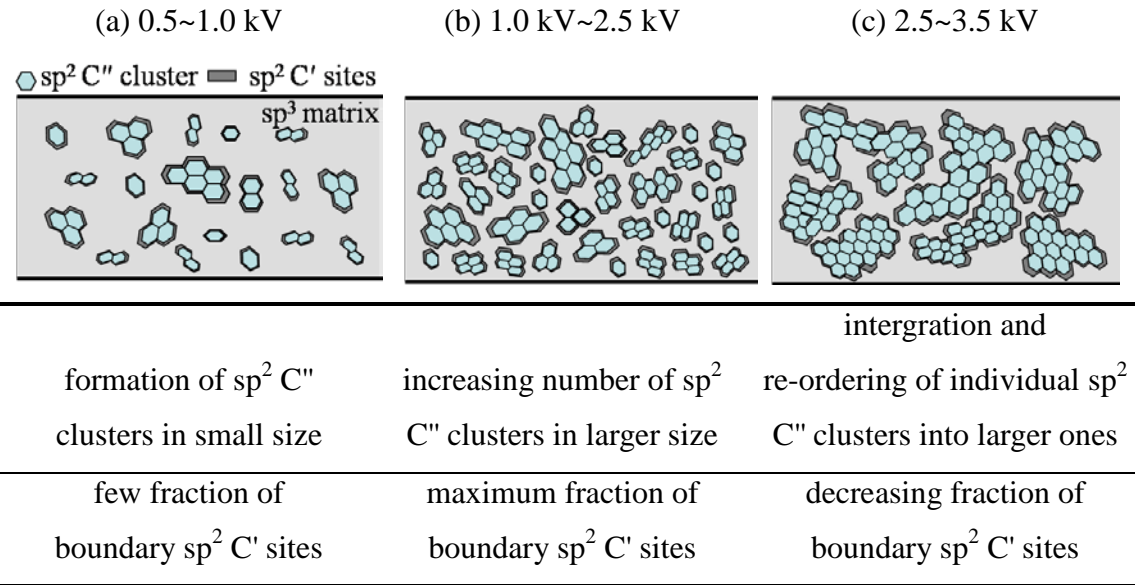 (a) 0.5~1.0 kV
(b) 1.0 kV~2.5 kV
(c) 2.5~3.5 kV
sp² C″ cluster
sp² C′ sites
sp³ matrix
formation of sp² C"
clusters in small size
increasing number of sp²
C" clusters in larger size
intergration and
re-ordering of individual sp²
C" clusters into larger ones
few fraction of
boundary sp² C' sites
maximum fraction of
boundary sp² C' sites
decreasing fraction of
boundary sp² C' sites